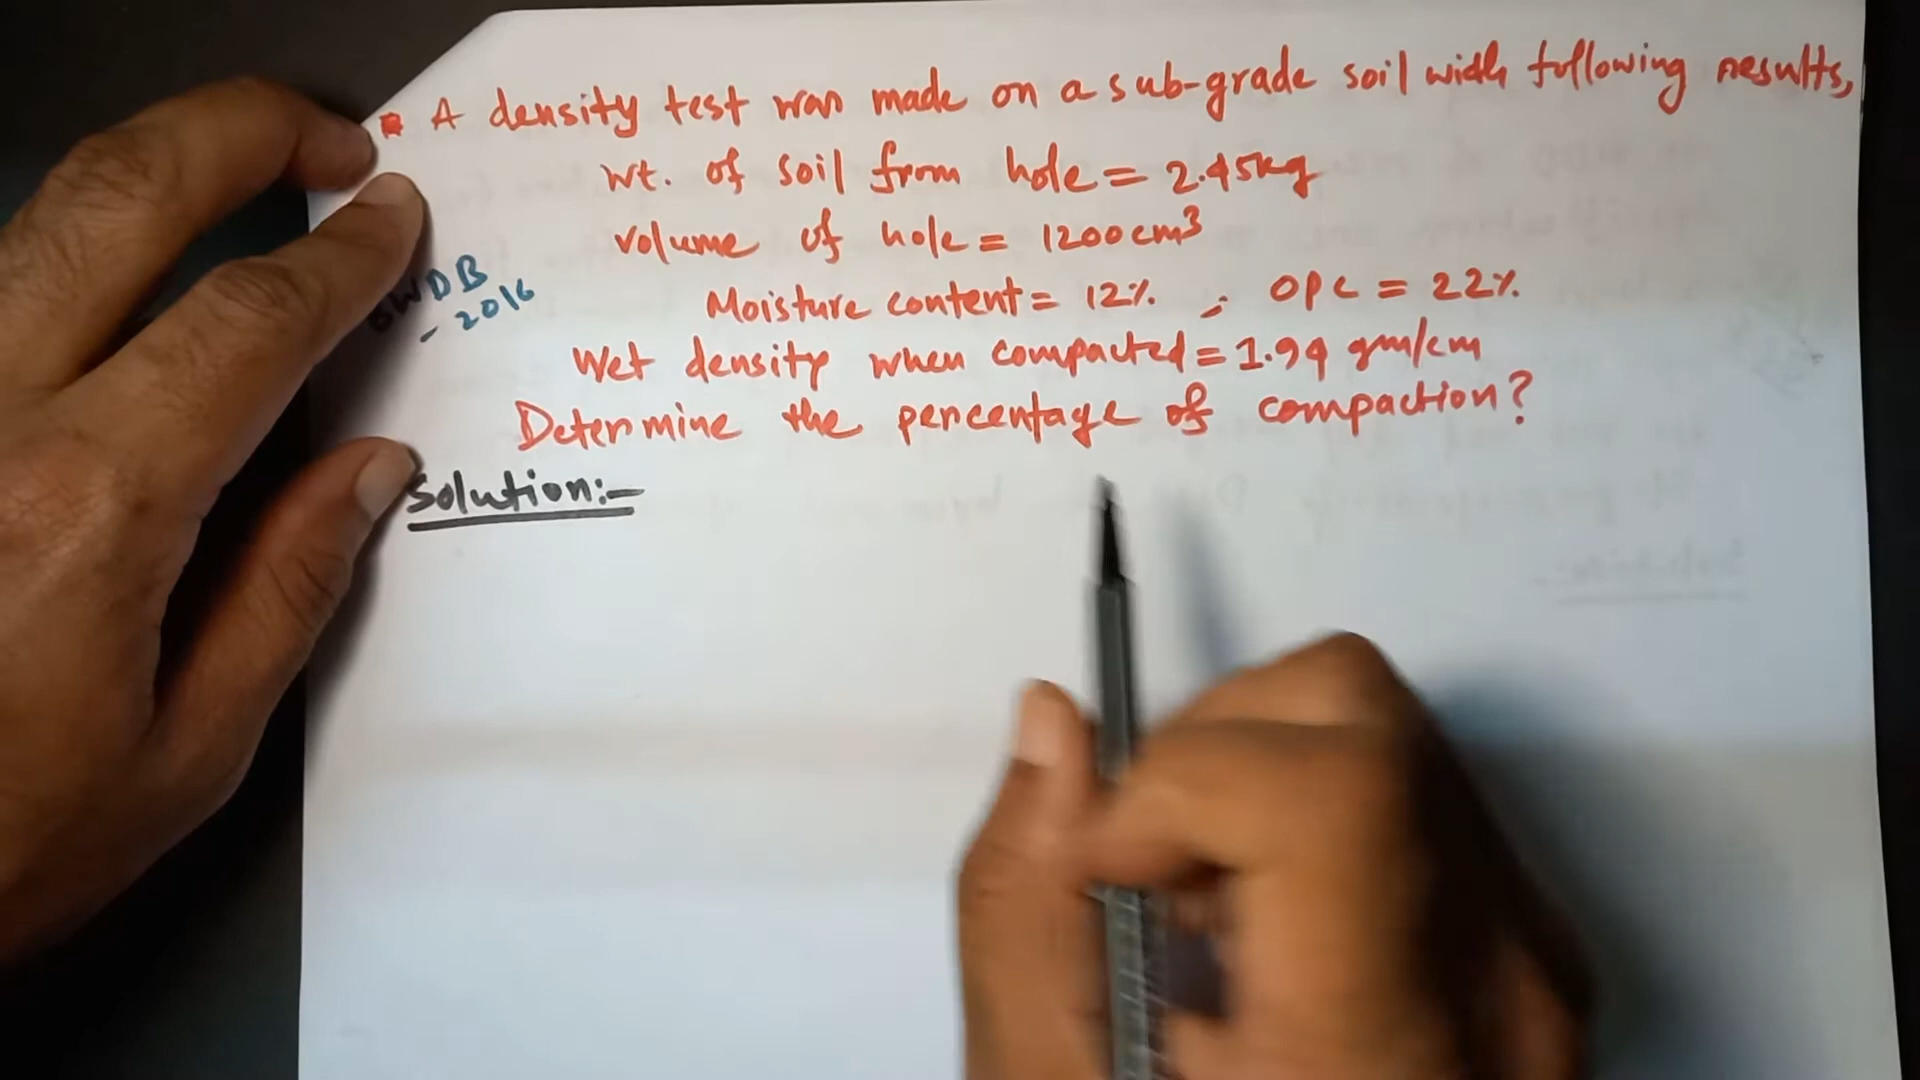 A density test was made on a sub-grade soil with following results,
wt. of soil from hole = 2.45kg
volume of hole = 1200cm³
Moisture content = 12%. , OPC = 22%.
Wet density when compacted = 1.94 gm/cm
Determine the percentage of compaction?
BWDB
- 2016
Solution:-